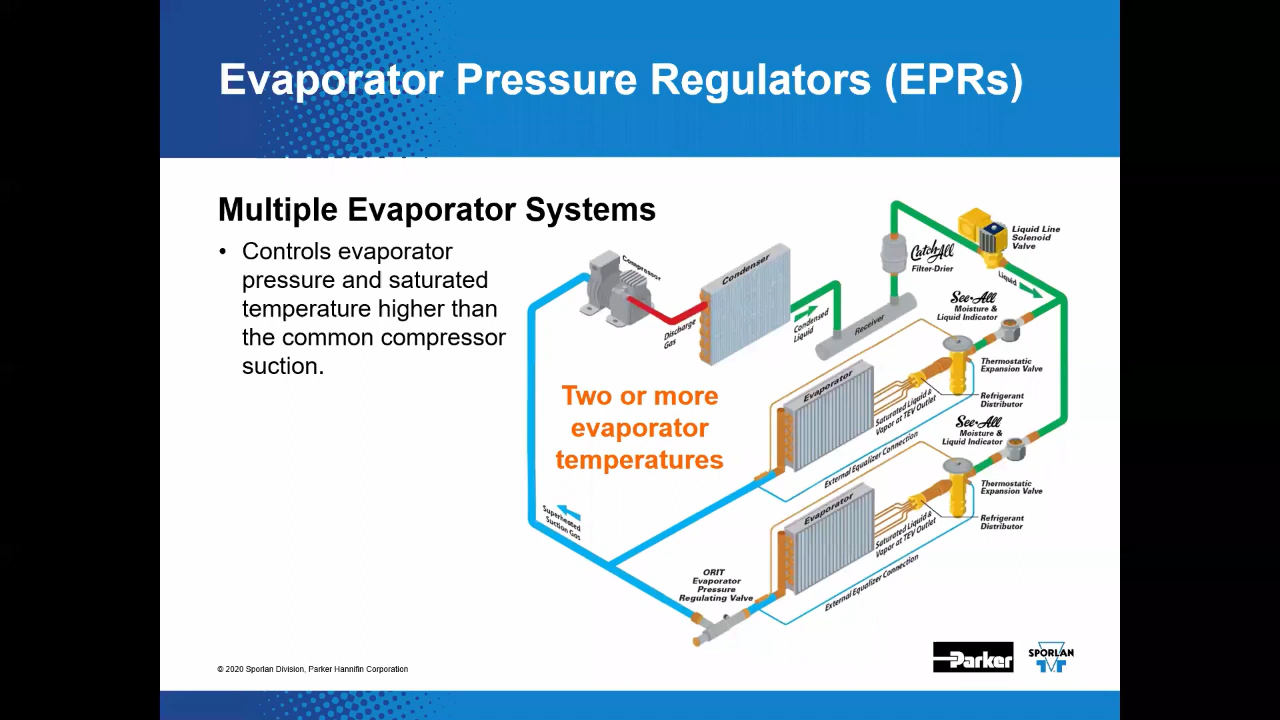 Evaporator Pressure Regulators (EPRs)
Multiple Evaporator Systems
• Controls evaporator
pressure and saturated
temperature higher than
the common compressor
suction.
Two or more
evaporator
temperatures
Compressor
Discharge
Gas
Condenser
Condensed
Liquid
Receiver
Catch-All
Filter-Drier
Liquid Line
Solenoid
Valve
Liquid
See·All
Moisture &
Liquid Indicator
Thermostatic
Expansion Valve
Refrigerant
Distributor
Evaporator
Saturated Liquid &
Vapor at TEV Outlet
External Equalizer Connection
See·All
Moisture &
Liquid Indicator
Thermostatic
Expansion Valve
Refrigerant
Distributor
Evaporator
Saturated Liquid &
Vapor at TEV Outlet
External Equalizer Connection
Superheated
Suction Gas
ORIT
Evaporator
Pressure
Regulating Valve
© 2020 Sporlan Division, Parker Hannifin Corporation
Parker
SPORLAN